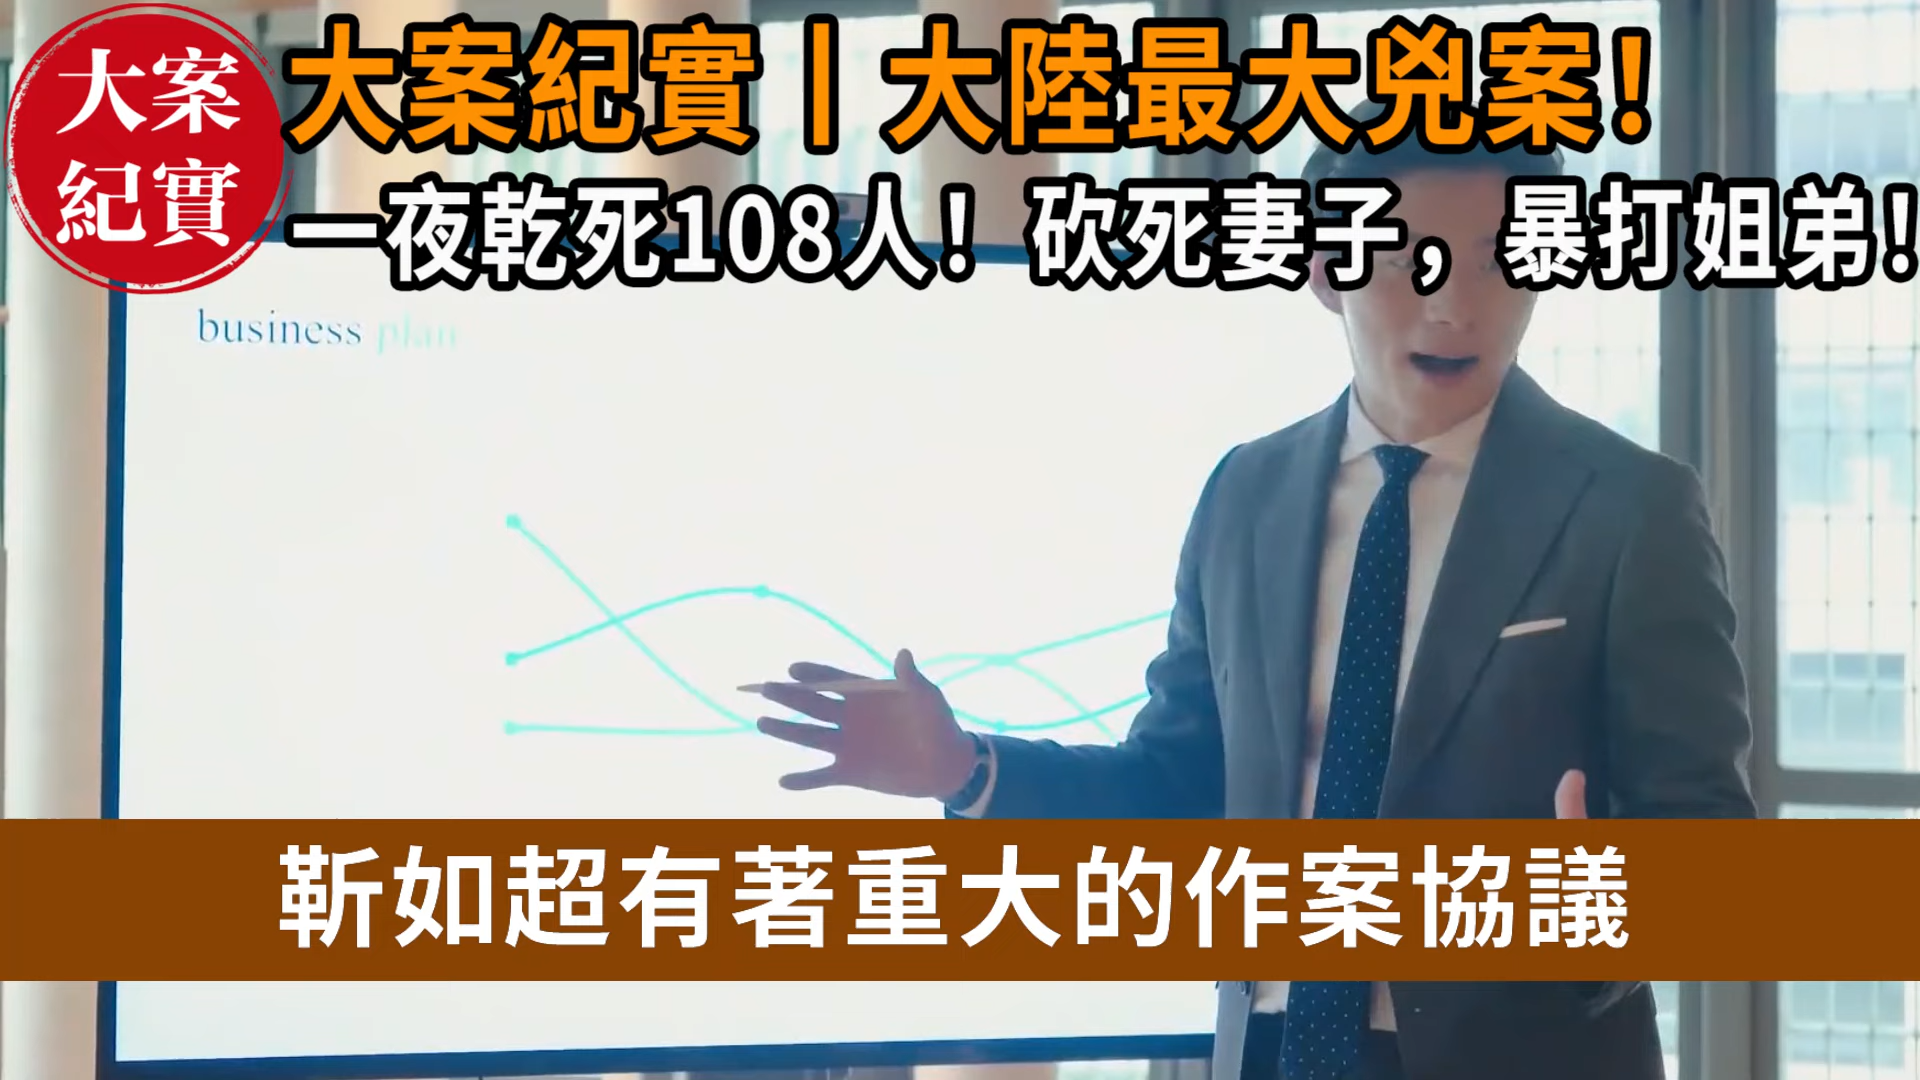 大案
紀實
大案紀實|大陸最大兇案!
一夜乾死108人!砍死妻子,暴打姐弟!
business plan
靳如超有著重大的作案協議